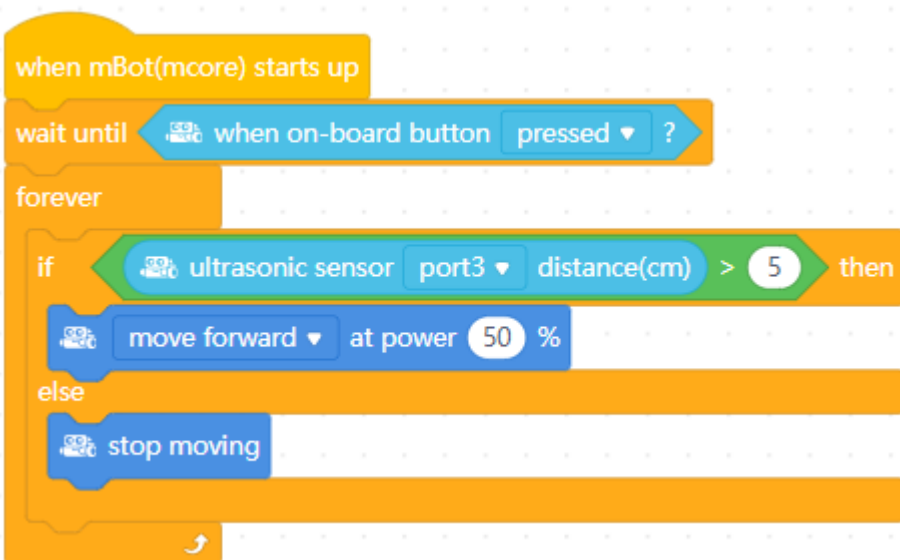 when mBot(mcore) starts up
wait until when on-board button pressed ?
forever
if ultrasonic sensor port3 distance(cm) > 5 then
move forward at power 50 %
else
stop moving